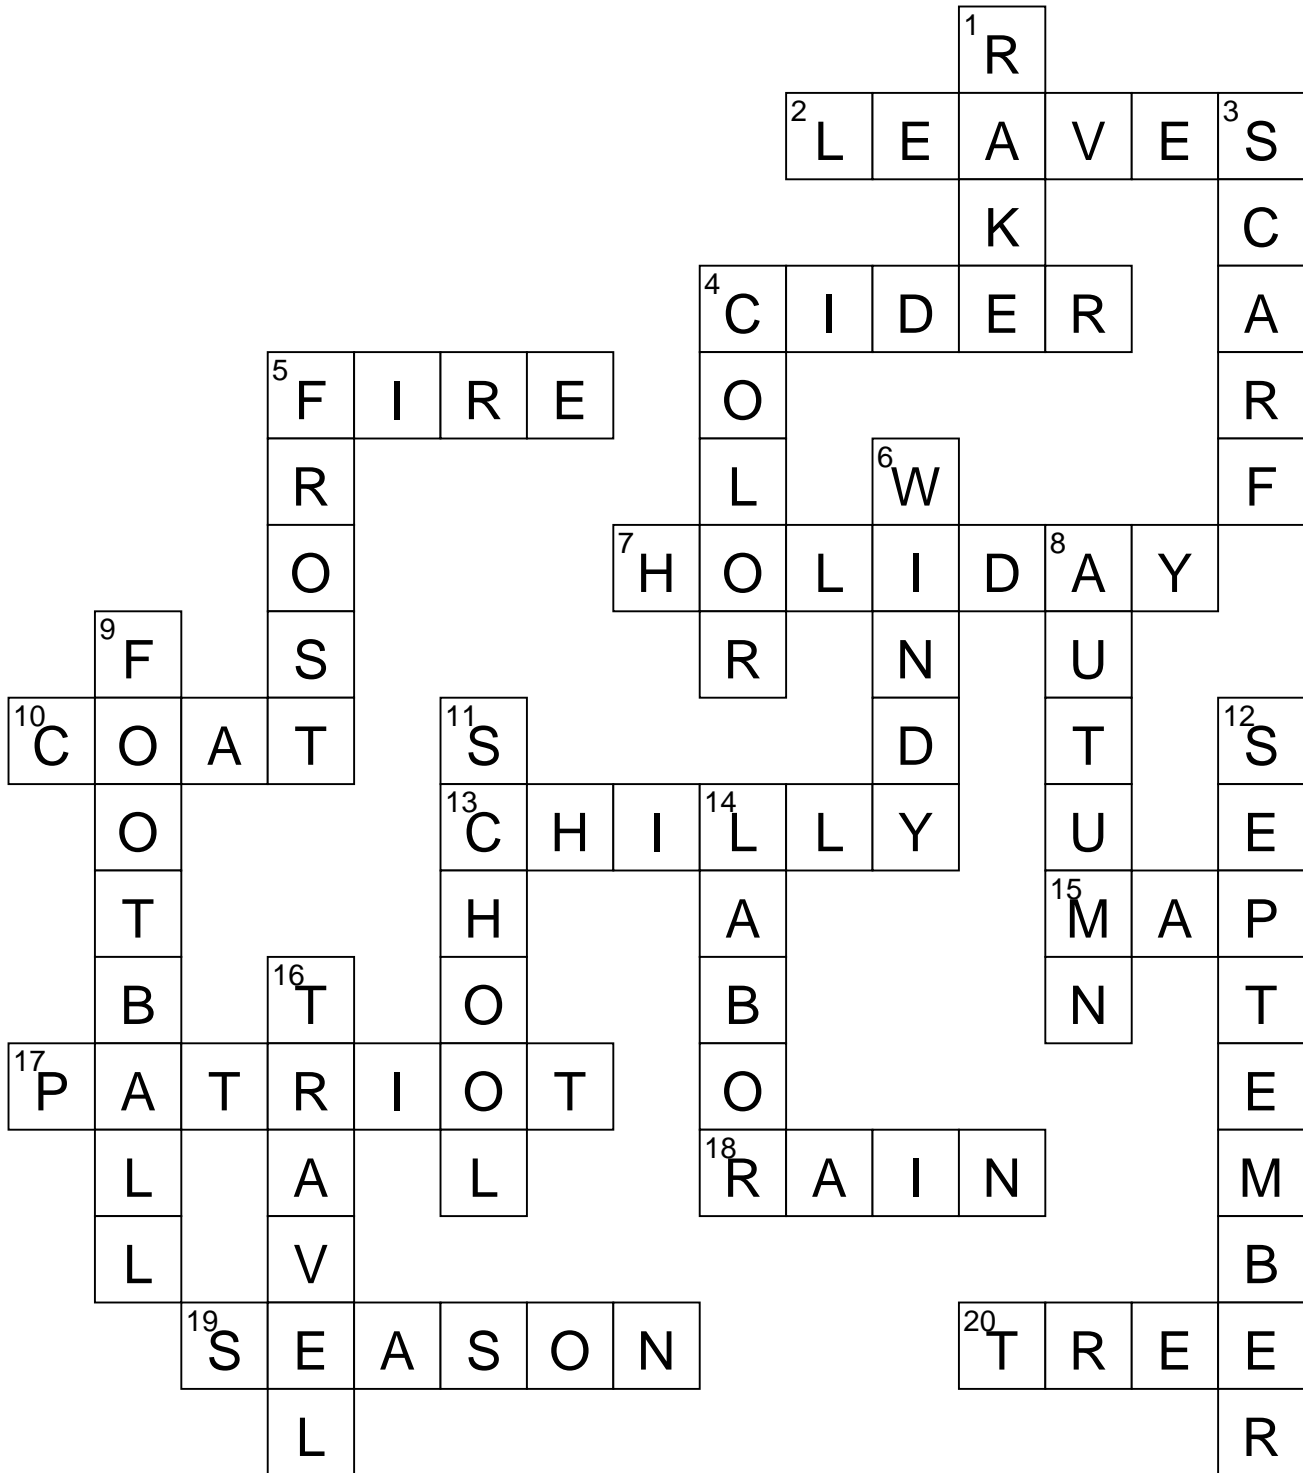 1 R
2 L E A V E 3 S
K C
4 C I D E R A
5 F I R E O R
R L 6 W F
O 7 H O L I D 8 A Y
9 F S R N U
10 C O A T 11 S D T 12 S
O 13 C H I 14 L L Y U E
T H A 15 M A P
B 16 T O B N T
17 P A T R I O T O E
L A L 18 R A I N M
L V B
19 S E A S O N 20 T R E E
L R